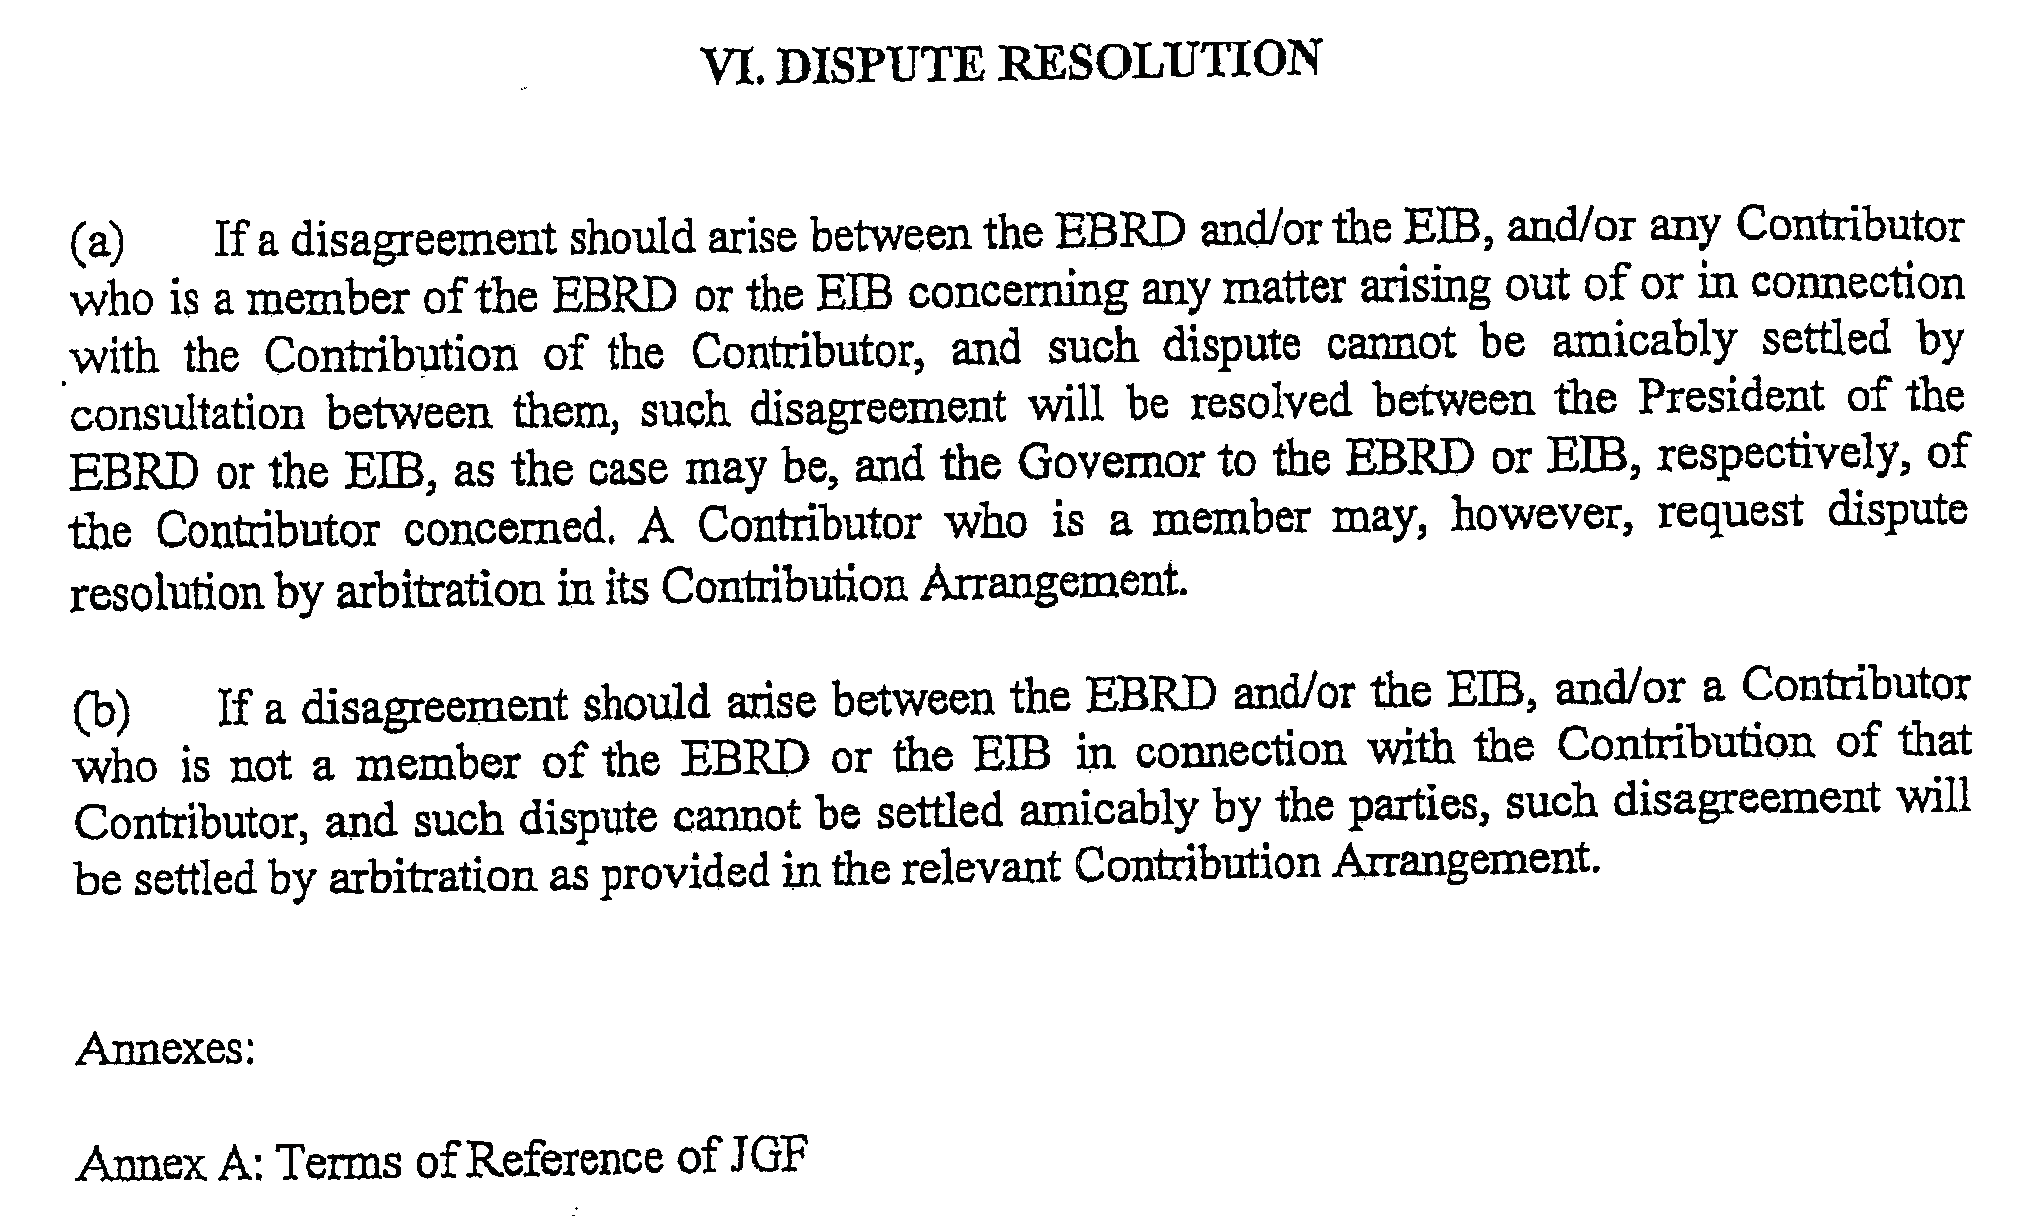 VI. DISPUTE RESOLUTION
(a) If a disagreement should arise between the EBRD and/or the EIB, and/or any Contributor
who is a member of the EBRD or the EIB concerning any matter arising out of or in connection
with the Contribution of the Contributor, and such dispute cannot be amicably settled by
consultation between them, such disagreement will be resolved between the President of the
EBRD or the EIB, as the case may be, and the Governor to the EBRD or EIB, respectively, of
the Contributor concerned. A Contributor who is a member may, however, request dispute
resolution by arbitration in its Contribution Arrangement.
(b) If a disagreement should arise between the EBRD and/or the EIB, and/or a Contributor
who is not a member of the EBRD or the EIB in connection with the Contribution of that
Contributor, and such dispute cannot be settled amicably by the parties, such disagreement will
be settled by arbitration as provided in the relevant Contribution Arrangement.
Annexes:
Annex A: Terms of Reference of JGF